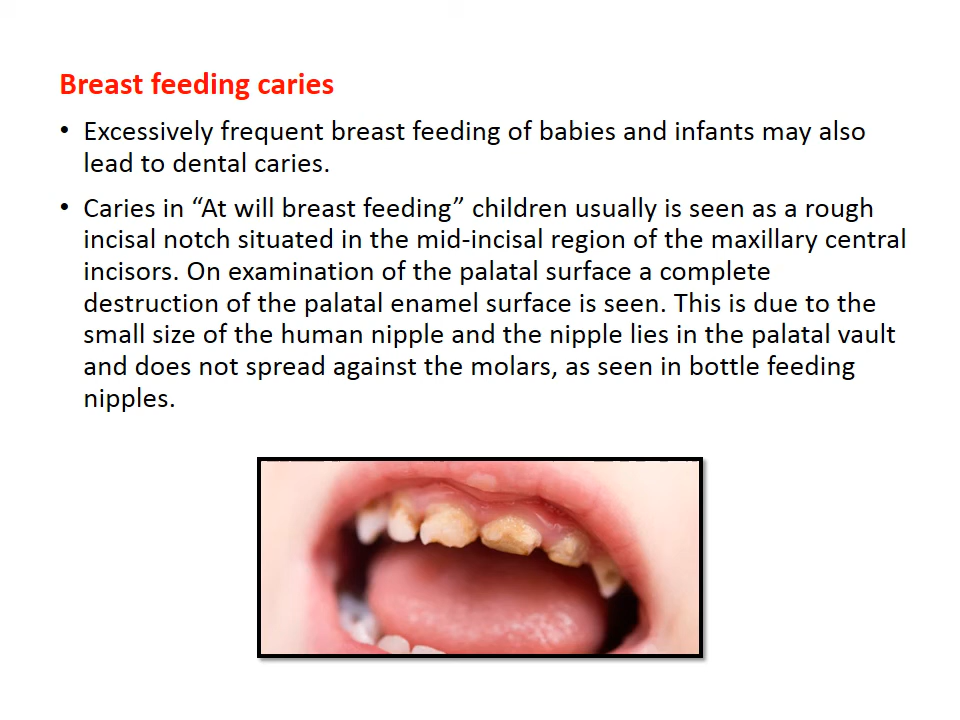 Breast feeding caries
• Excessively frequent breast feeding of babies and infants may also
lead to dental caries.
• Caries in “At will breast feeding” children usually is seen as a rough
incisal notch situated in the mid-incisal region of the maxillary central
incisors. On examination of the palatal surface a complete
destruction of the palatal enamel surface is seen. This is due to the
small size of the human nipple and the nipple lies in the palatal vault
and does not spread against the molars, as seen in bottle feeding
nipples.